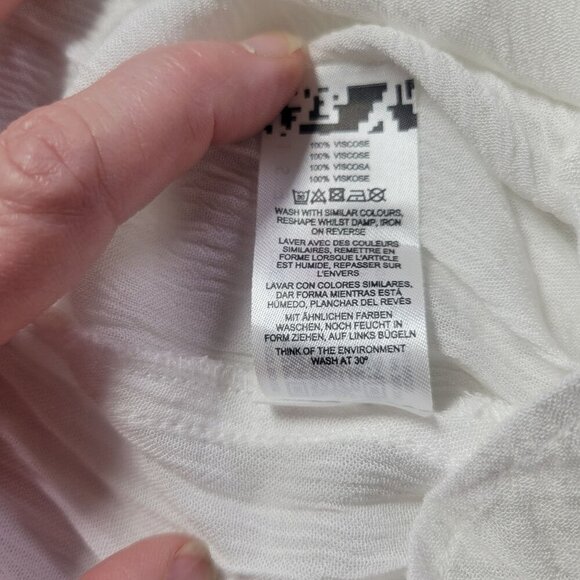 100% VISCOSE
100% VISCOSE
100% VISCOSA
100% VISKOSE
WASH WITH SIMILAR COLOURS,
RESHAPE WHILST DAMP, IRON
ON REVERSE
LAVER AVEC DES COULEURS
SIMILAIRES, REMETTRE EN
FORME LORSQUE L'ARTICLE
EST HUMIDE, REPASSER SUR
L'ENVERS
LAVAR CON COLORES SIMILARES,
DAR FORMA MIENTRAS ESTÁ
HÚMEDO, PLANCHAR DEL REVÉS
MIT ÄHNLICHEN FARBEN
WASCHEN, NOCH FEUCHT IN
FORM ZIEHEN, AUF LINKS BÜGELN
THINK OF THE ENVIRONMENT
WASH AT 30º